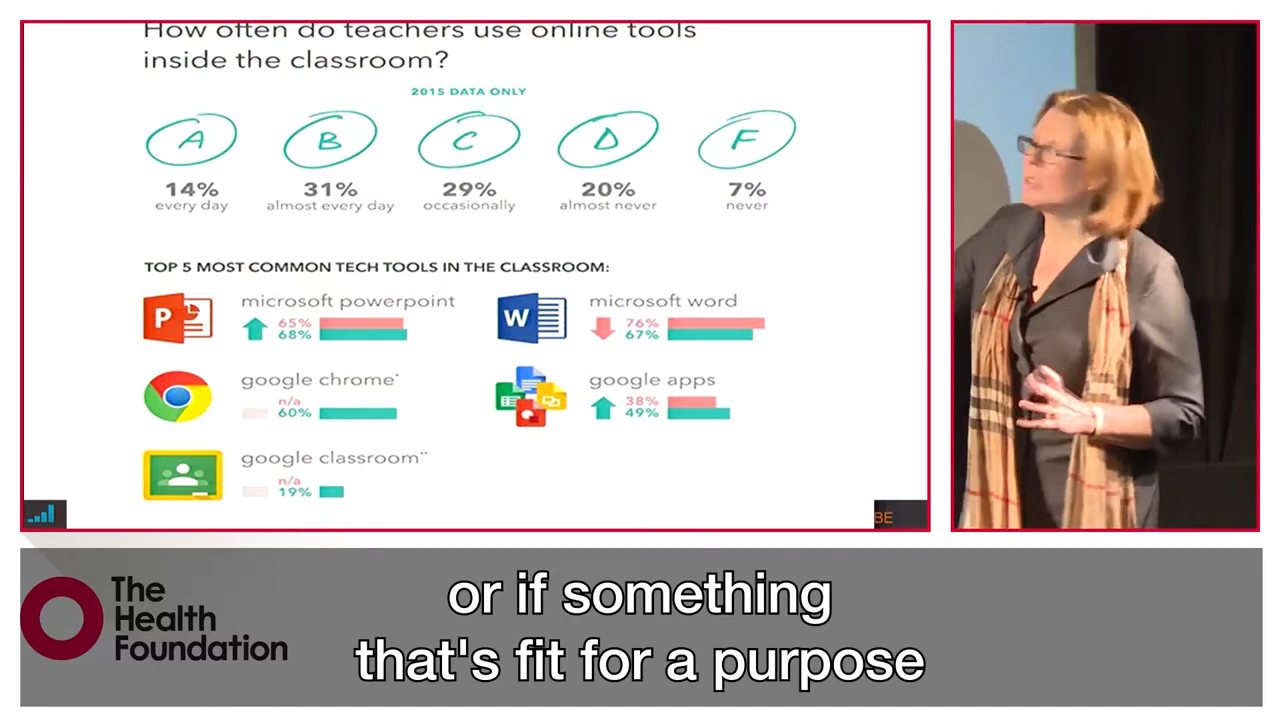 How often do teachers use online tools
inside the classroom?
2015 DATA ONLY
A B C D F
14% 31% 29% 20% 7%
every day almost every day occasionally almost never never
TOP 5 MOST COMMON TECH TOOLS IN THE CLASSROOM:
P microsoft powerpoint
65%
68%
W microsoft word
76%
67%
google chrome*
n/a
60%
google apps
38%
49%
google classroom**
n/a
19%
BE
The
Health
Foundation
or if something
that's fit for a purpose